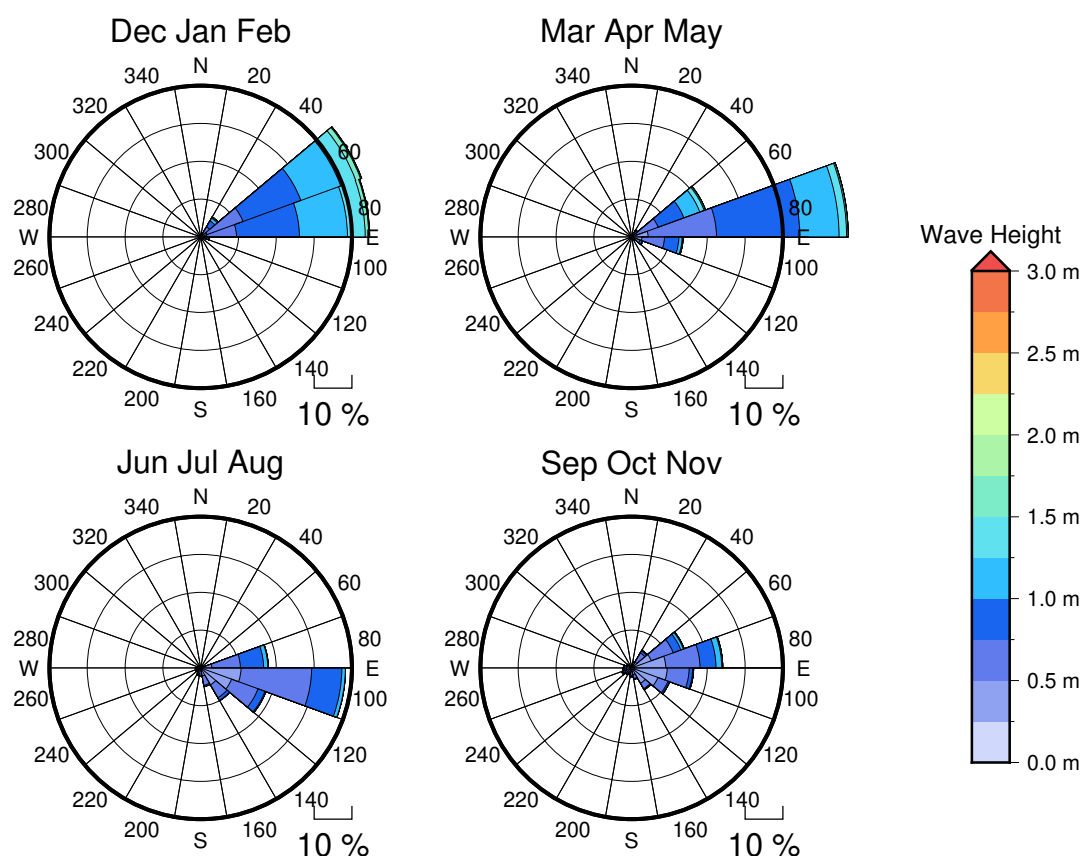 Dec Jan Feb
N
20
40
60
80
E
100
120
140
160
S
200
220
240
260
W
280
300
320
340
10 %
Mar Apr May
N
20
40
60
80
E
100
120
140
160
S
200
220
240
260
W
280
300
320
340
10 %
Jun Jul Aug
N
20
40
60
80
E
100
120
140
160
S
200
220
240
260
W
280
300
320
340
10 %
Sep Oct Nov
N
20
40
60
80
E
100
120
140
160
S
200
220
240
260
W
280
300
320
340
10 %
Wave Height
3.0 m
2.5 m
2.0 m
1.5 m
1.0 m
0.5 m
0.0 m